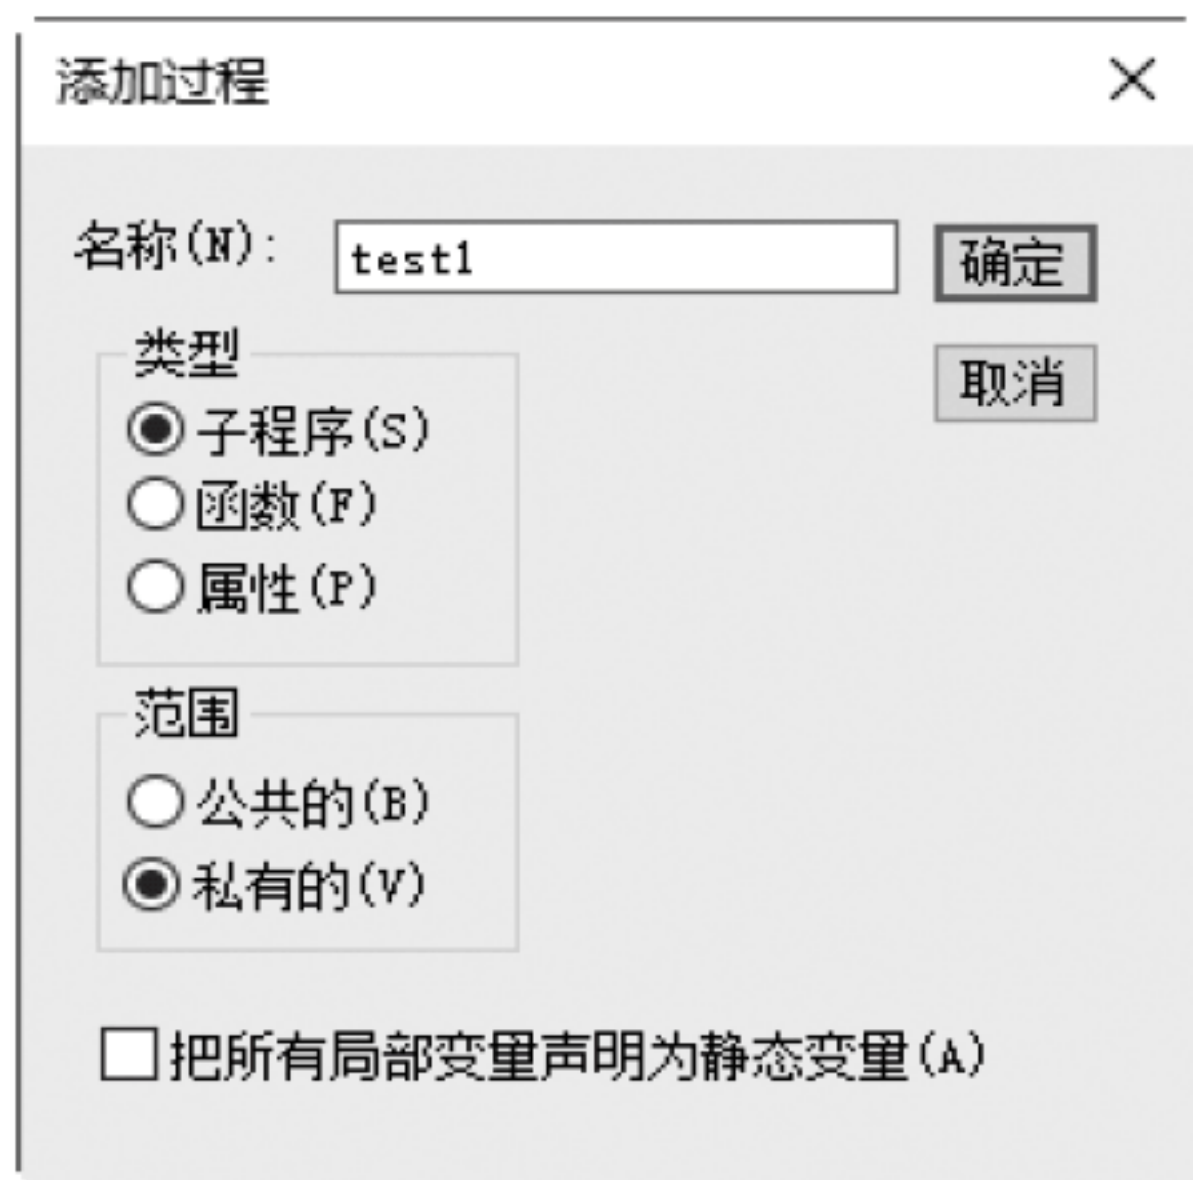 添加过程
名称(N):
test1
确定
类型
取消
子程序(S)
函数(F)
属性(P)
范围
公共的(B)
私有的(V)
把所有局部变量声明为静态变量(A)